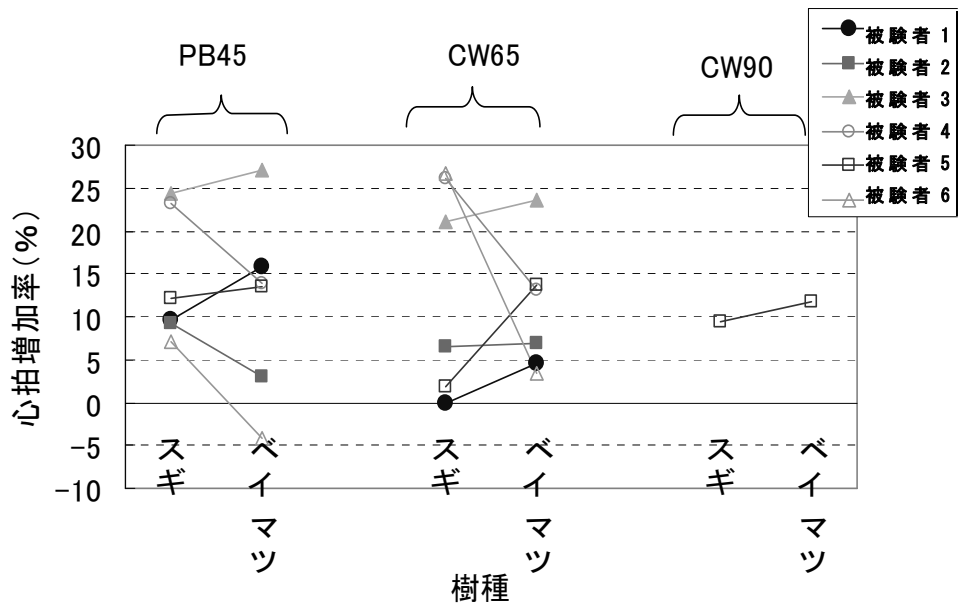 PB45
CW65
CW90
被験者 1
被験者 2
被験者 3
被験者 4
被験者 5
被験者 6
心拍増加率(%)
30
25
20
15
10
5
0
-5
-10
スギ
ベイマツ
スギ
ベイマツ
スギ
ベイマツ
樹種